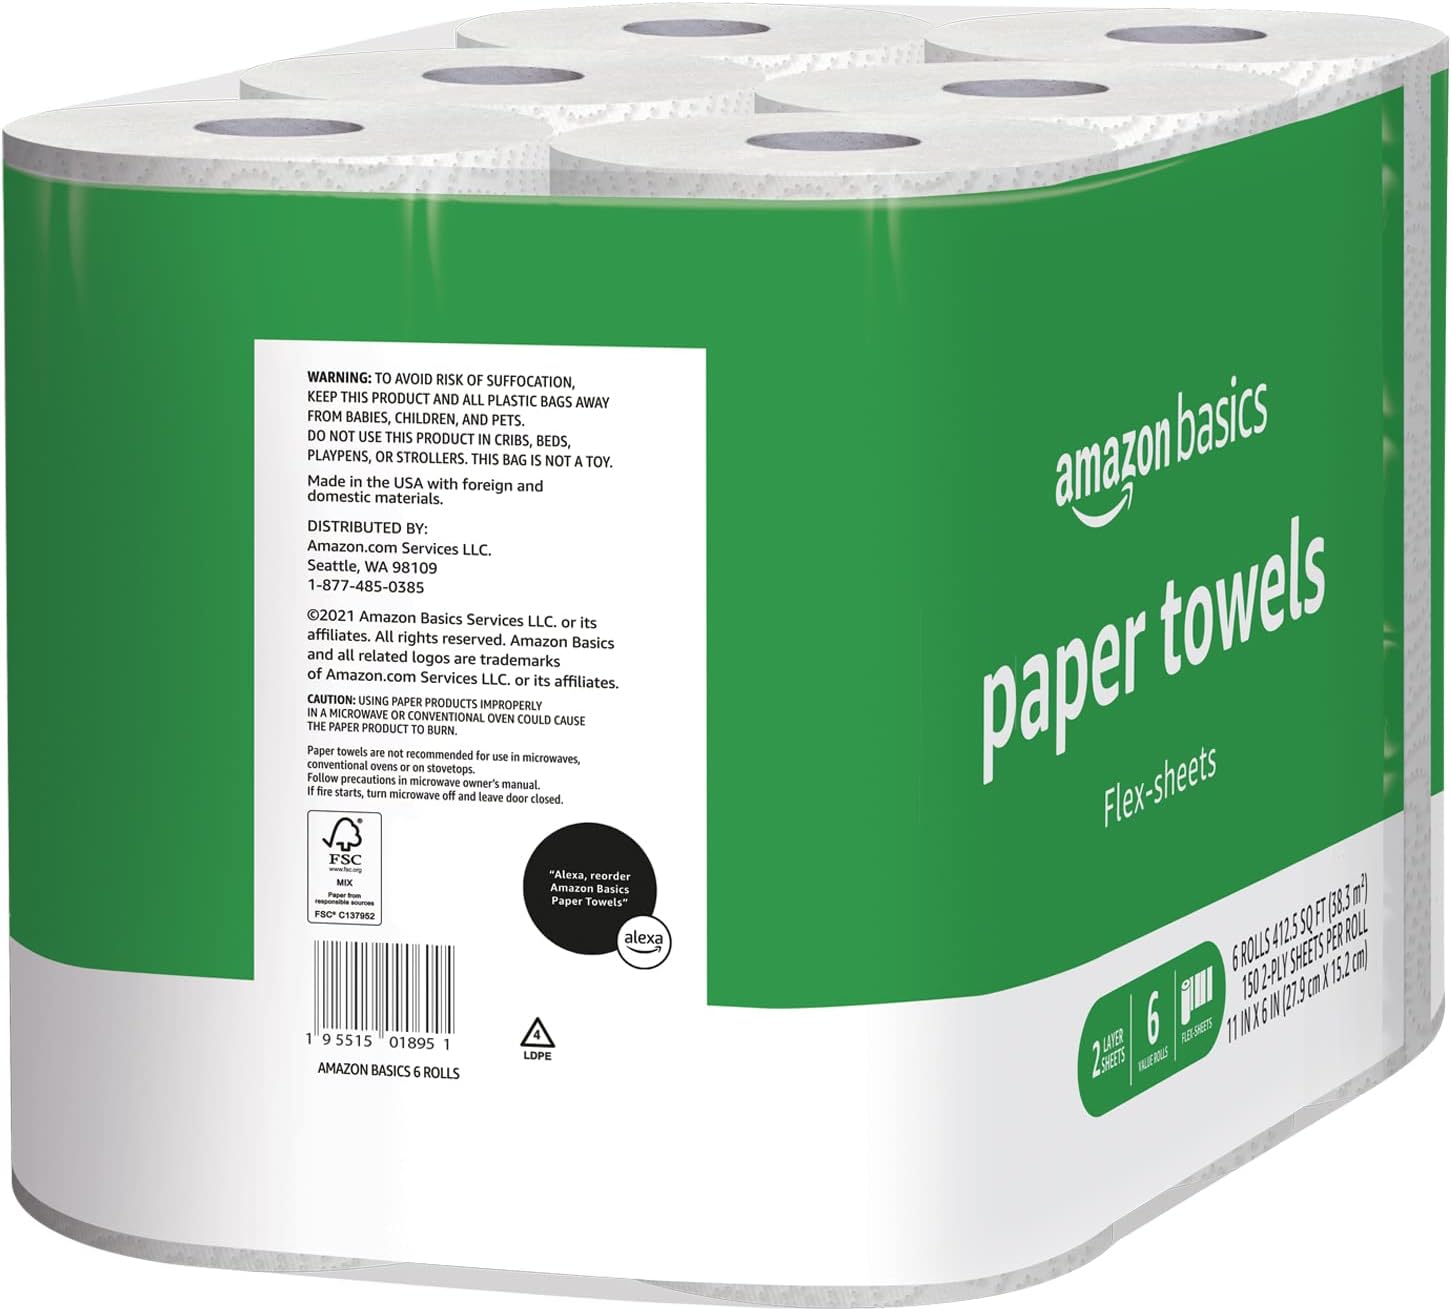 WARNING: TO AVOID RISK OF SUFFOCATION,
KEEP THIS PRODUCT AND ALL PLASTIC BAGS AWAY
FROM BABIES, CHILDREN, AND PETS.
DO NOT USE THIS PRODUCT IN CRIBS, BEDS,
PLAYPENS, OR STROLLERS. THIS BAG IS NOT A TOY.
Made in the USA with foreign and
domestic materials.
DISTRIBUTED BY:
Amazon.com Services LLC.
Seattle, WA 98109
1-877-485-0385
©2021 Amazon Basics Services LLC. or its
affiliates. All rights reserved. Amazon Basics
and all related logos are trademarks
of Amazon.com Services LLC. or its affiliates.
CAUTION: USING PAPER PRODUCTS IMPROPERLY
IN A MICROWAVE OR CONVENTIONAL OVEN COULD CAUSE
THE PAPER PRODUCT TO BURN.
Paper towels are not recommended for use in microwaves,
conventional ovens or on stovetops.
Follow precautions in microwave owner's manual.
If fire starts, turn microwave off and leave door closed.
FSC
www.fsc.org
MIX
Paper from
responsible sources
FSC® C137952
"Alexa, reorder
Amazon Basics
Paper Towels"
alexa
1 95515 01895 1
AMAZON BASICS 6 ROLLS
4
LDPE
amazon basics
paper towels
Flex-sheets
2 LAYER
SHEETS
6
VALUE ROLLS
FLEX-SHEETS
6 ROLLS 412.5 SQ FT (38.3 m²)
150 2-PLY SHEETS PER ROLL
11 IN X 6 IN (27.9 cm X 15.2 cm)